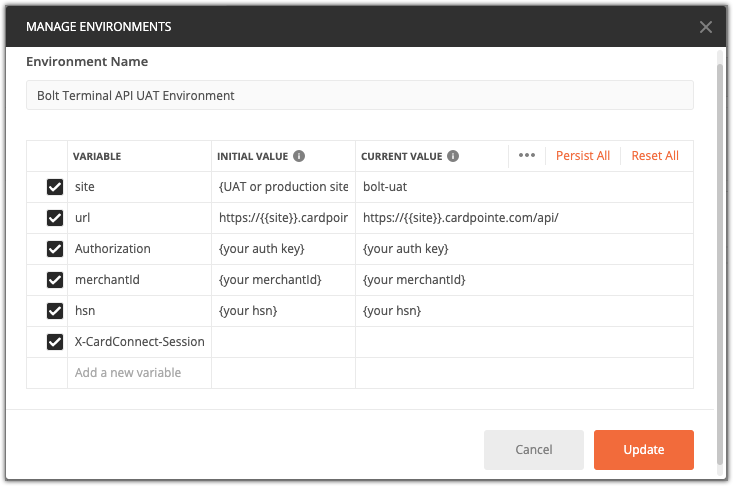 MANAGE ENVIRONMENTS
Environment Name
Bolt Terminal API UAT Environment
VARIABLE INITIAL VALUE CURRENT VALUE ••• Persist All Reset All
site {UAT or production site bolt-uat
url https://{{site}}.cardpoin https://{{site}}.cardpointe.com/api/
Authorization {your auth key} {your auth key}
merchantId {your merchantId} {your merchantId}
hsn {your hsn} {your hsn}
X-CardConnect-Session
Add a new variable
Cancel Update